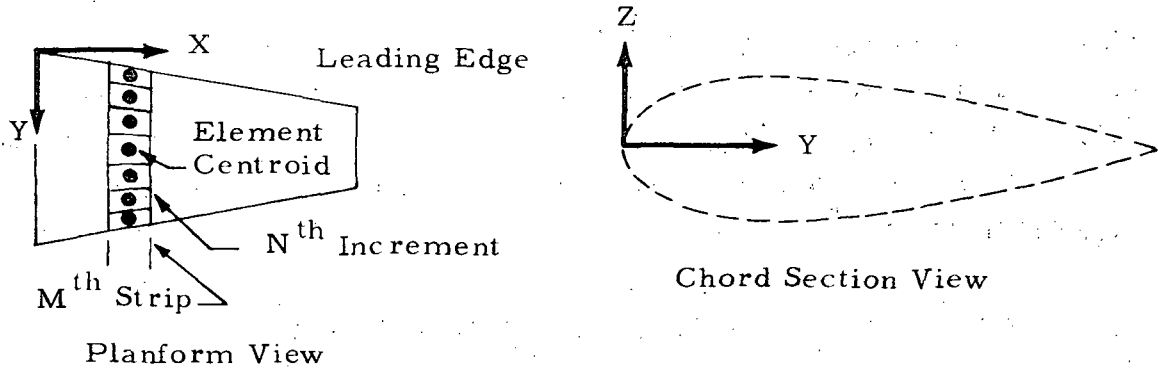 X
Leading Edge
Y
Element
Centroid
N th Increment
M th Strip
Planform View
Z
Y
Chord Section View